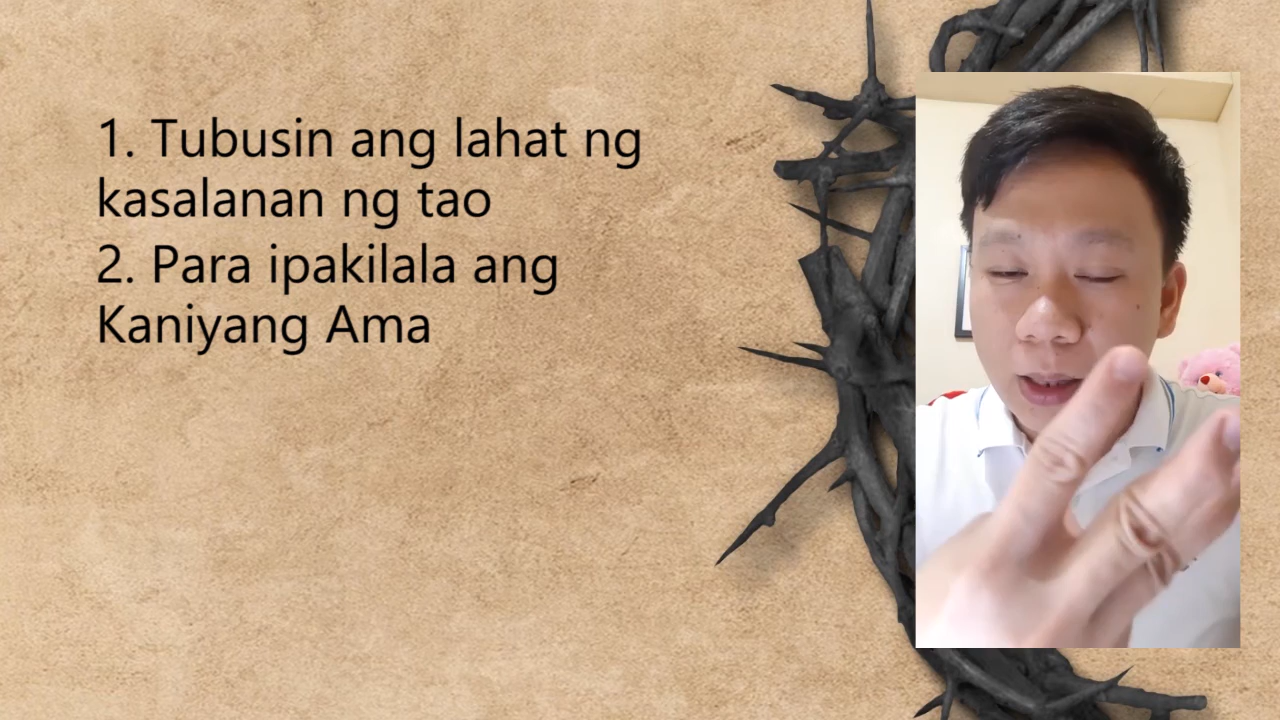 1. Tubusin ang lahat ng
kasalanan ng tao
2. Para ipakilala ang
Kaniyang Ama